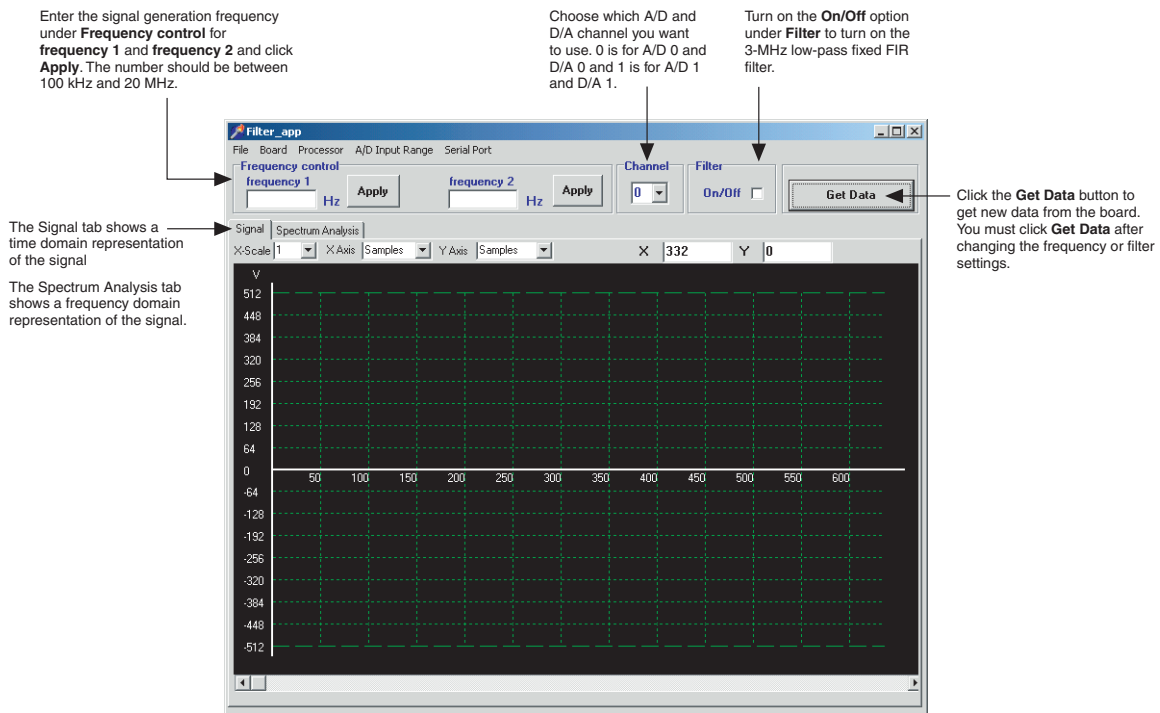 Enter the signal generation frequency
under Frequency control for
frequency 1 and frequency 2 and click
Apply. The number should be between
100 kHz and 20 MHz.
Choose which A/D and
D/A channel you want
to use. 0 is for A/D 0 and
D/A 0 and 1 is for A/D 1
and D/A 1.
Turn on the On/Off option
under Filter to turn on the
3-MHz low-pass fixed FIR
filter.
Filter_app
File Board Processor A/D Input Range Serial Port
Frequency control
frequency 1
Hz
Apply
frequency 2
Hz
Apply
Channel
0
Filter
On/Off
Get Data
Click the Get Data button to
get new data from the board.
You must click Get Data after
changing the frequency or filter
settings.
The Signal tab shows a
time domain representation
of the signal
The Spectrum Analysis tab
shows a frequency domain
representation of the signal.
Signal Spectrum Analysis
X-Scale 1 X Axis Samples Y Axis Samples X 332 Y 0
V
512
448
384
320
256
192
128
64
0
50 100 150 200 250 300 350 400 450 500 550 600
-64
-128
-192
-256
-320
-384
-448
-512